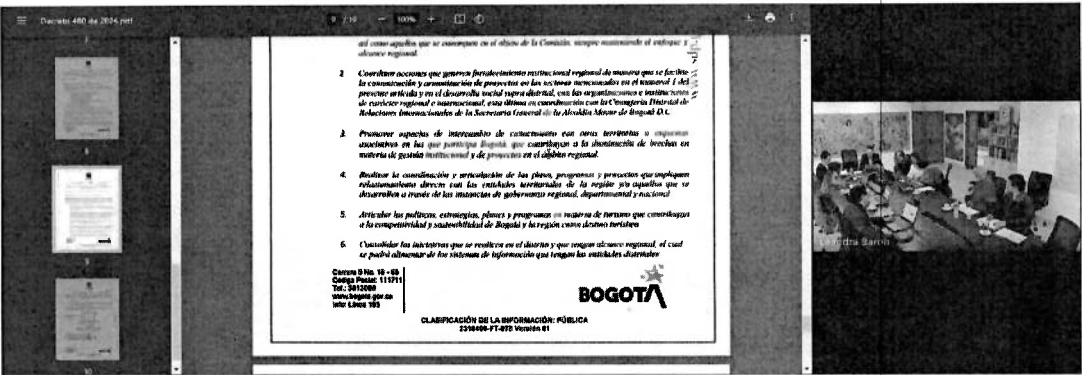 Decreto 480 de 2024.pdf
9 / 10 100%
7
8
10
así como aquellos que se enmarquen en el objeto de la Comisión, siempre manteniendo el enfoque y
alcance regional.
2. Coordinar acciones que generen fortalecimiento institucional regional de manera que se facilite
la comunicación y armonización de proyectos en los sectores mencionados en el numeral 1 del
presente artículo y en el desarrollo social supra distrital, con las organizaciones e instituciones
de carácter regional e internacional, esta última en coordinación con la Consejería Distrital de
Relaciones Internacionales de la Secretaría General de la Alcaldía Mayor de Bogotá D.C.
3. Promover espacios de intercambio de conocimiento con otros territorios o esquemas
asociativos en los que participa Bogotá, que contribuyan a la disminución de brechas en
materia de gestión institucional y de proyectos en el ámbito regional.
4. Realizar la coordinación y articulación de los planes, programas y proyectos que impliquen
relacionamiento directo con las entidades territoriales de la región y/o aquellos que se
desarrollen a través de las instancias de gobernanza regional, departamental y nacional
5. Articular las políticas, estrategias, planes y programas en materia de turismo que contribuyan
a la competitividad y sostenibilidad de Bogotá y la región como destino turístico
6. Consolidar las iniciativas que se realicen en el distrito y que tengan alcance regional, el cual
se podrá alimentar de los sistemas de información que tengan las entidades distritales
Carrera 8 No. 10 - 65
Código Postal: 111711
Tel.: 3813000
www.bogota.gov.co
Info: Línea 195
BOGOTÁ
CLASIFICACIÓN DE LA INFORMACIÓN: PÚBLICA
2310460-FT-078 Versión 01
Leandra Barón